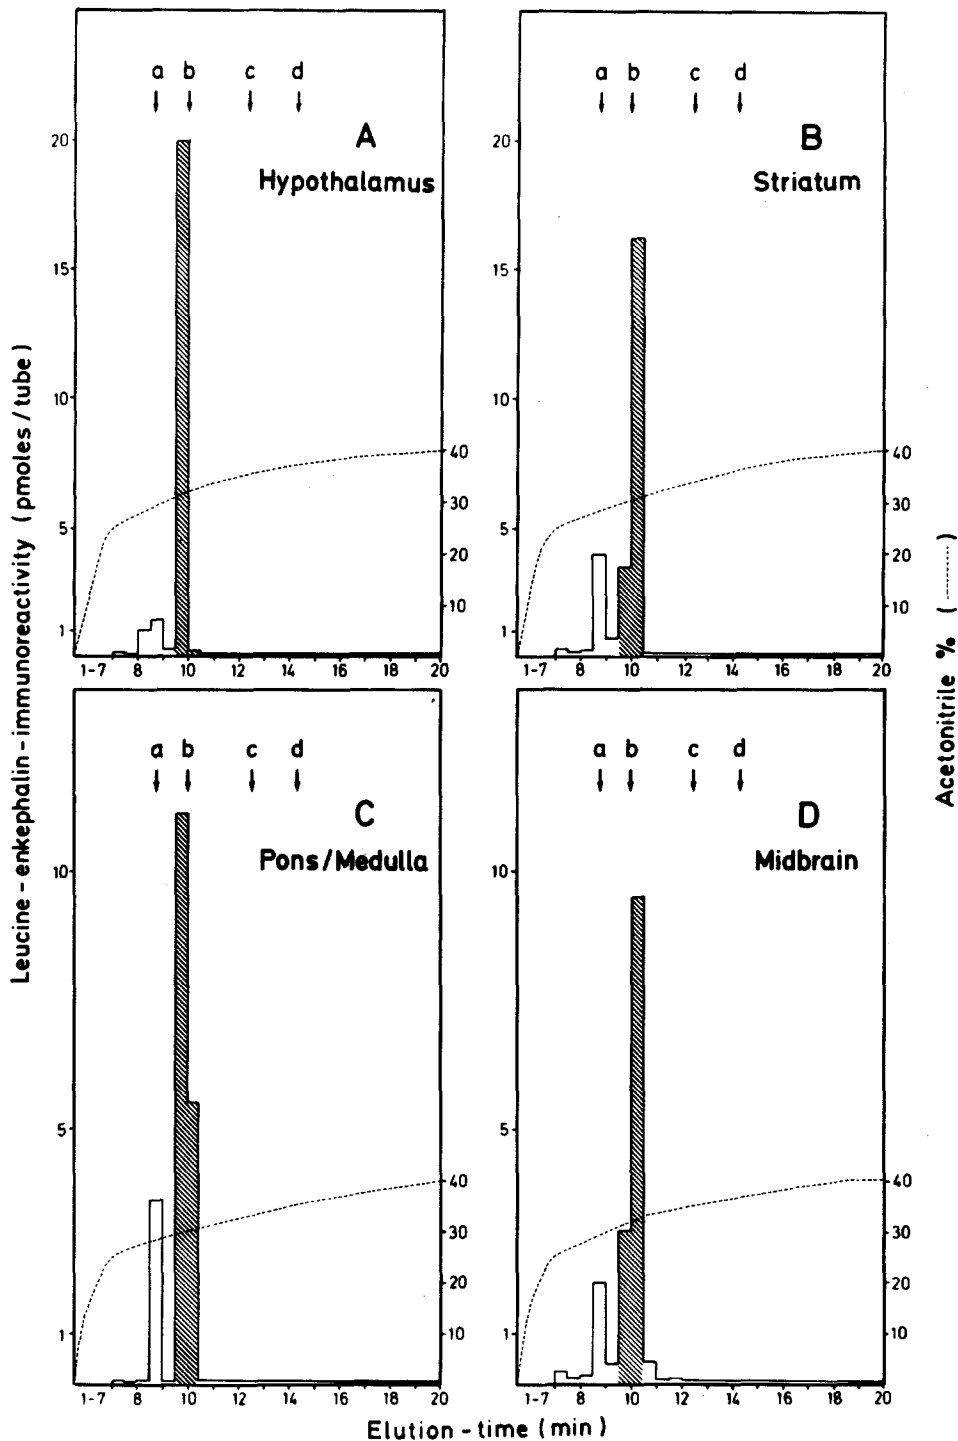 Leucine-enkephalin-immunoreactivity (pmoles/tube)
a b c d
A
Hypothalamus
20
15
10
5
1
40
30
20
10
1-7 8 10 12 14 16 18 20
a b c d
B
Striatum
20
15
10
5
1
40
30
20
10
1-7 8 10 12 14 16 18 20
a b c d
C
Pons/Medulla
10
5
1
40
30
20
10
1-7 8 10 12 14 16 18 20
a b c d
D
Midbrain
10
5
1
40
30
20
10
1-7 8 10 12 14 16 18 20
Acetonitrile % (......)
Elution-time (min)